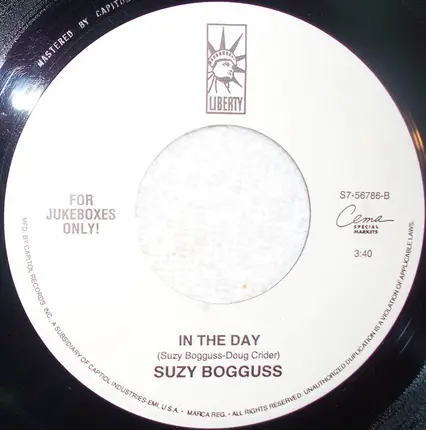 MASTERED BY CAPITOL
LIBERTY
FOR
JUKEBOXES
ONLY!
S7-56786-B
Cema
SPECIAL
MARKETS
3:40
IN THE DAY
(Suzy Bogguss-Doug Crider)
SUZY BOGGUSS
MFG. BY CAPITOL RECORDS, INC., A SUBSIDIARY OF CAPITOL INDUSTRIES-EMI, U.S.A. • MARCA REG. • ALL RIGHTS RESERVED. UNAUTHORIZED DUPLICATION IS A VIOLATION OF APPLICABLE LAWS.